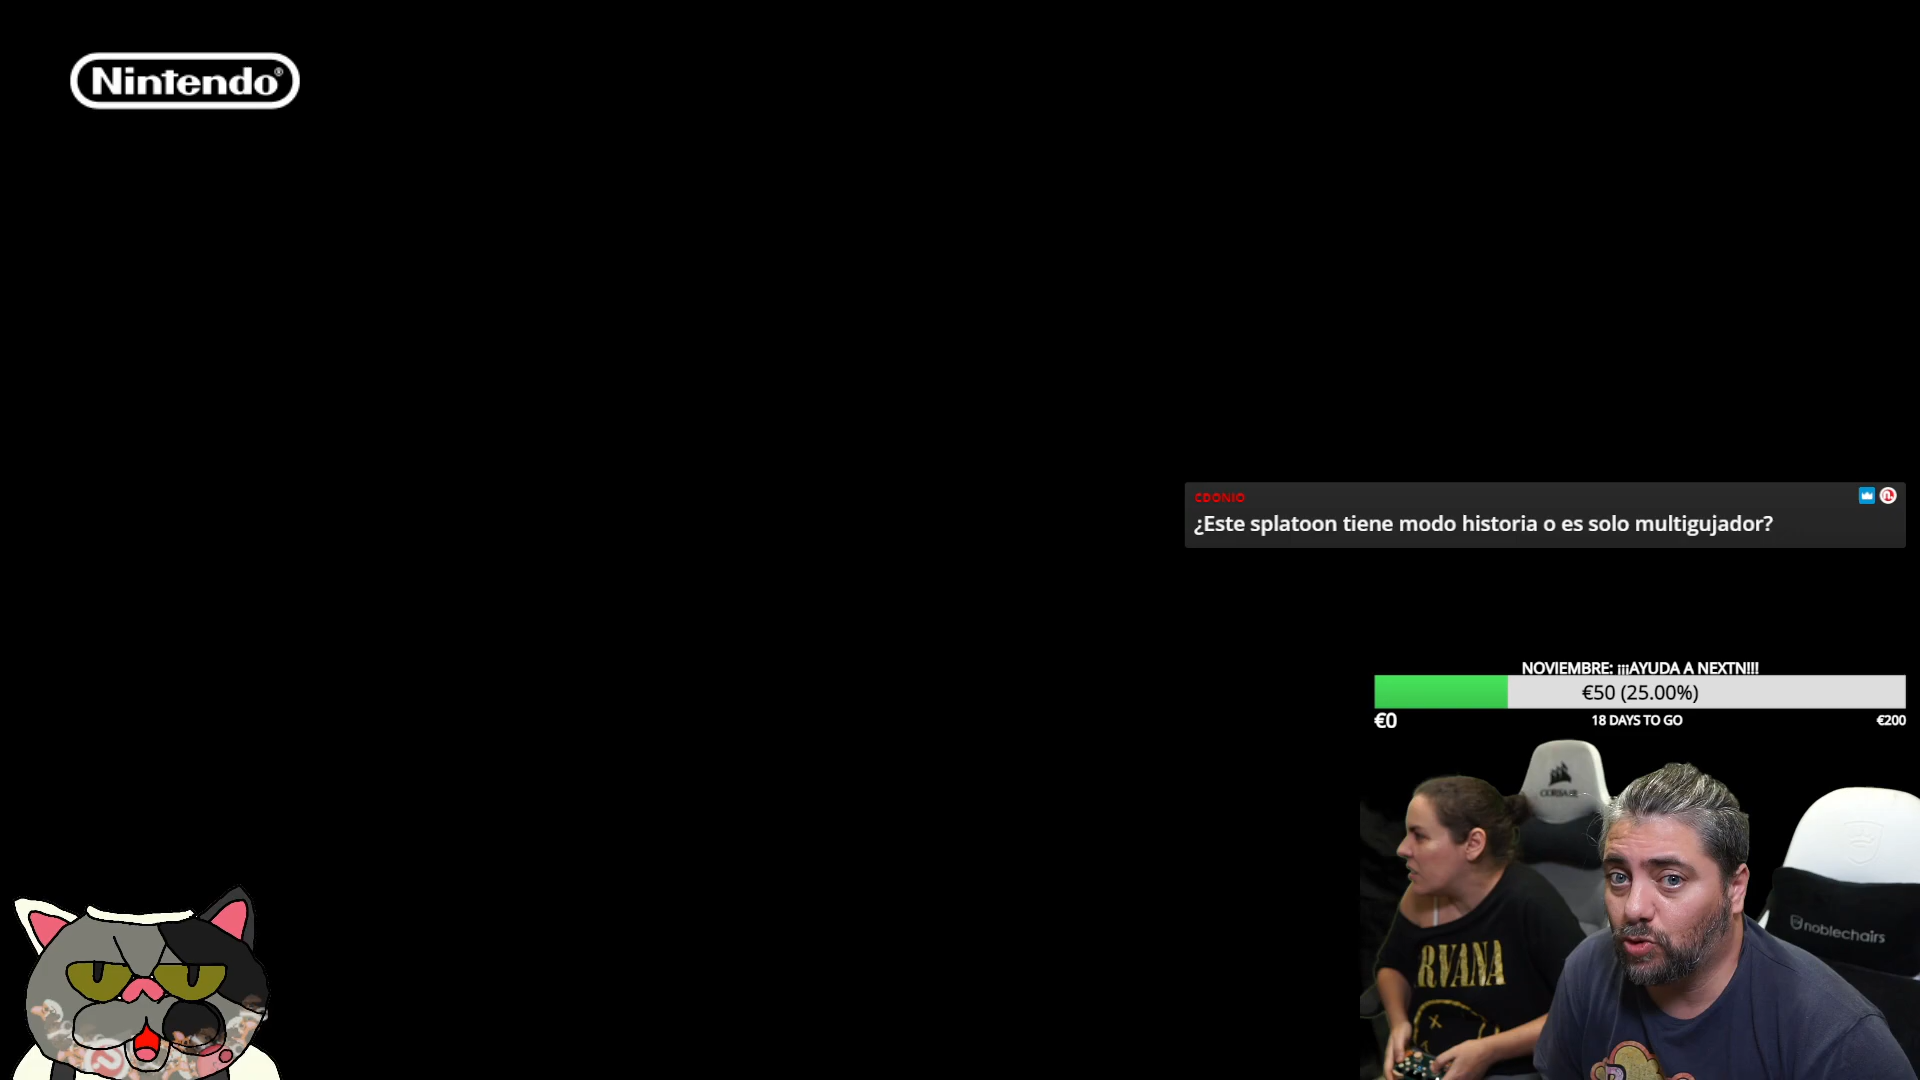 Nintendo®
CDONIO
¿Este splatoon tiene modo historia o es solo multigujador?
NOVIEMBRE: ¡¡¡AYUDA A NEXTN!!!
€50 (25.00%)
€0
18 DAYS TO GO
€200
CORSAIR
noblechairs
RVANA